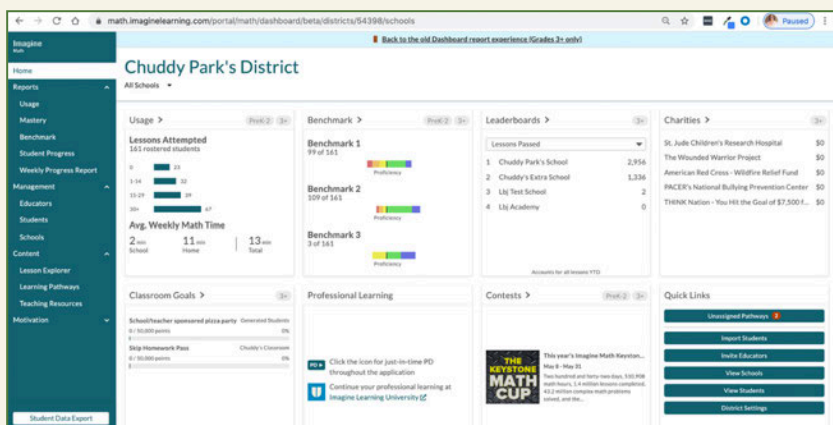 math.imaginelearning.com/portal/math/dashboard/beta/districts/54398/schools
Paused
Imagine
Math
Back to the old Dashboard report experience (Grades 3+ only)
Home
Reports
Usage
Mastery
Benchmark
Student Progress
Weekly Progress Report
Management
Educators
Students
Schools
Content
Lesson Explorer
Learning Pathways
Teaching Resources
Motivation
Student Data Export
Chuddy Park's District
All Schools
Usage > PreK-2 3+
Lessons Attempted
161 rostered students
0 23
1-14 32
15-29 39
30+ 67
Avg. Weekly Math Time
2 min 11 min 13 min
School Home Total
Benchmark > PreK-2 3+
Benchmark 1
99 of 161
Proficiency
Benchmark 2
109 of 161
Proficiency
Benchmark 3
3 of 161
Proficiency
Leaderboards > 3+
Lessons Passed
1 Chuddy Park's School 2,956
2 Chuddy's Extra School 1,336
3 Lbj Test School 2
4 Lbj Academy 0
Accounts for all lessons YTD
Charities > 3+
St. Jude Children's Research Hospital $0
The Wounded Warrior Project $0
American Red Cross - Wildfire Relief Fund $0
PACER's National Bullying Prevention Center $0
THINK Nation - You Hit the Goal of $7,500 f... $0
Classroom Goals > 3+
School/teacher sponsored pizza party Generated Students
0 / 50,000 points 0%
Skip Homework Pass Chuddy's Classroom
0 / 50,000 points 0%
Professional Learning
PD Click the icon for just-in-time PD
throughout the application
Continue your professional learning at
Imagine Learning University
Contests > PreK-2 3+
THE
KEYSTONE
MATH
CUP
This year's Imagine Math Keyston...
May 8 - May 31
Two hundred and forty-two days, 510,908
math hours, 1.4 million lessons completed,
43.2 million complex math problems
solved, and the...
Quick Links
Unassigned Pathways 2
Import Students
Invite Educators
View Schools
View Students
District Settings